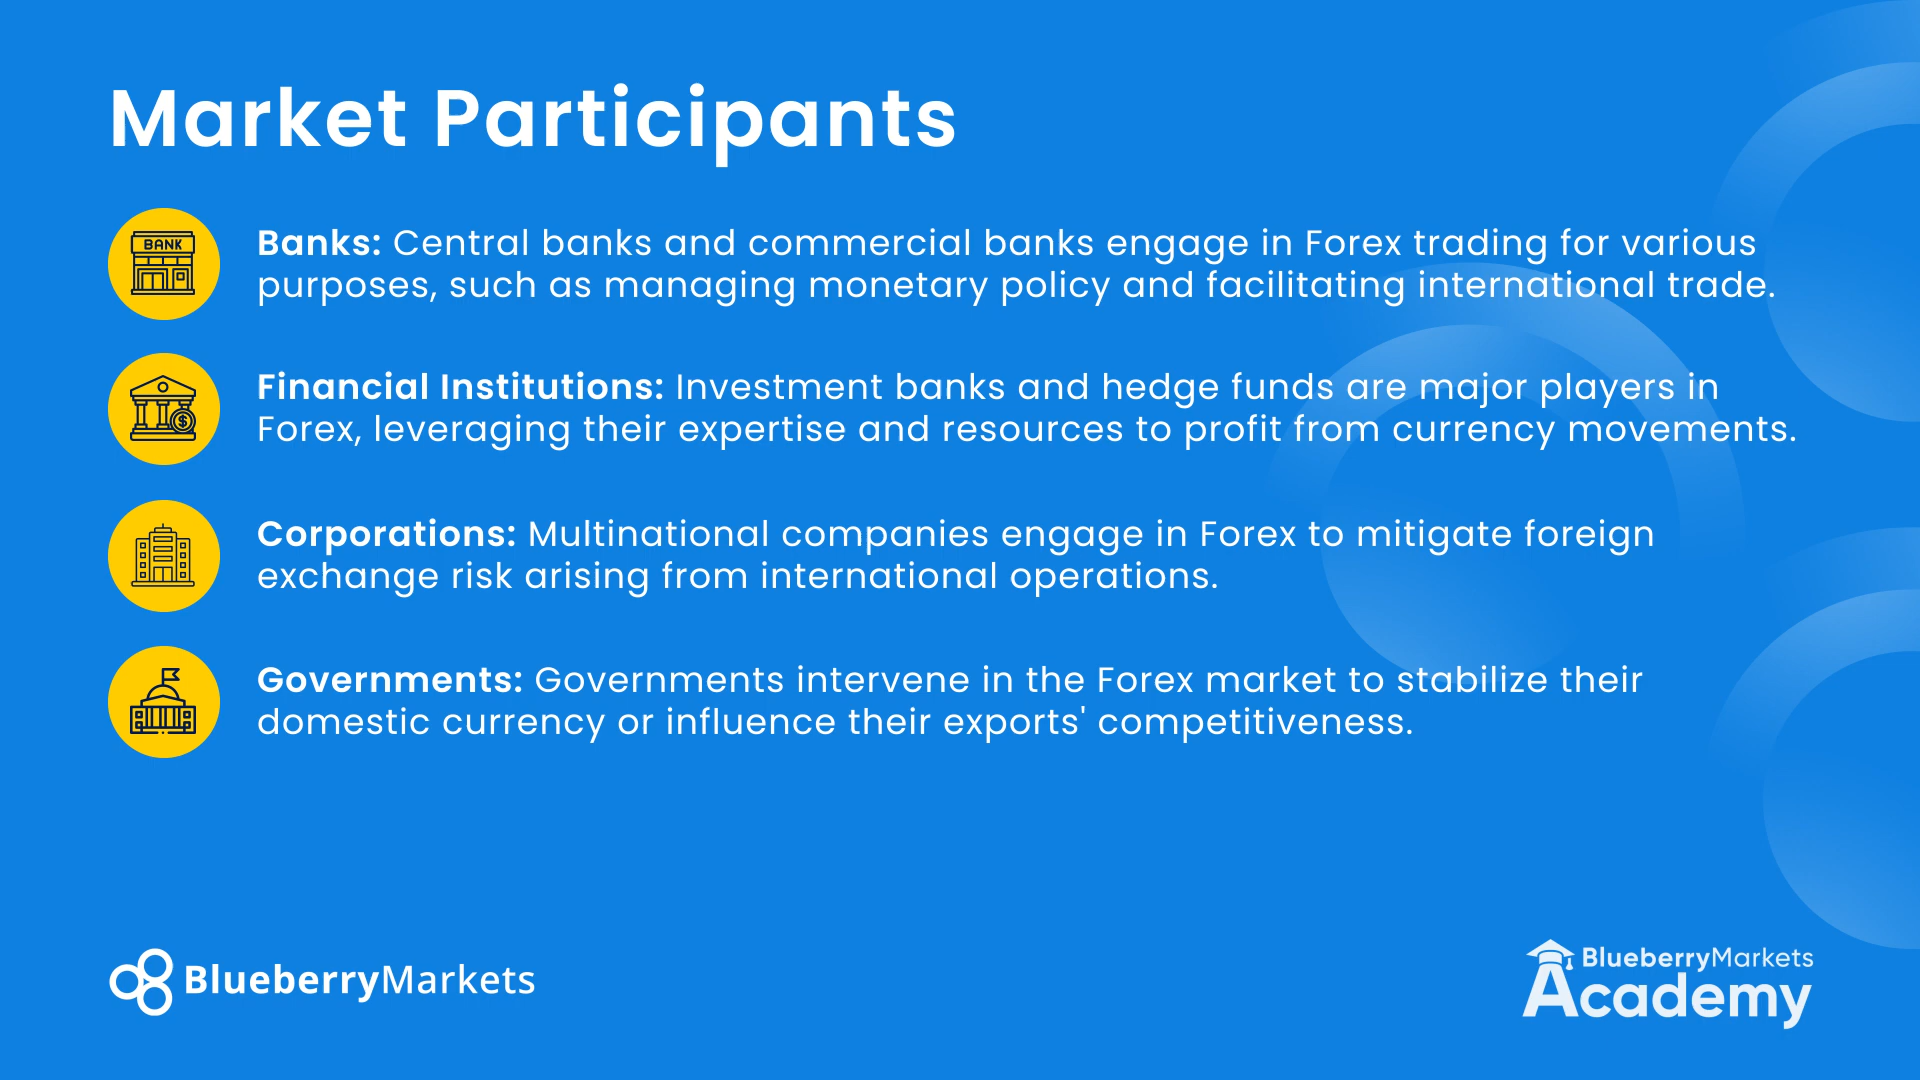 Market Participants
BANK
Banks: Central banks and commercial banks engage in Forex trading for various
purposes, such as managing monetary policy and facilitating international trade.
Financial Institutions: Investment banks and hedge funds are major players in
Forex, leveraging their expertise and resources to profit from currency movements.
$
Corporations: Multinational companies engage in Forex to mitigate foreign
exchange risk arising from international operations.
Governments: Governments intervene in the Forex market to stabilize their
domestic currency or influence their exports' competitiveness.
BlueberryMarkets
BlueberryMarkets
Academy